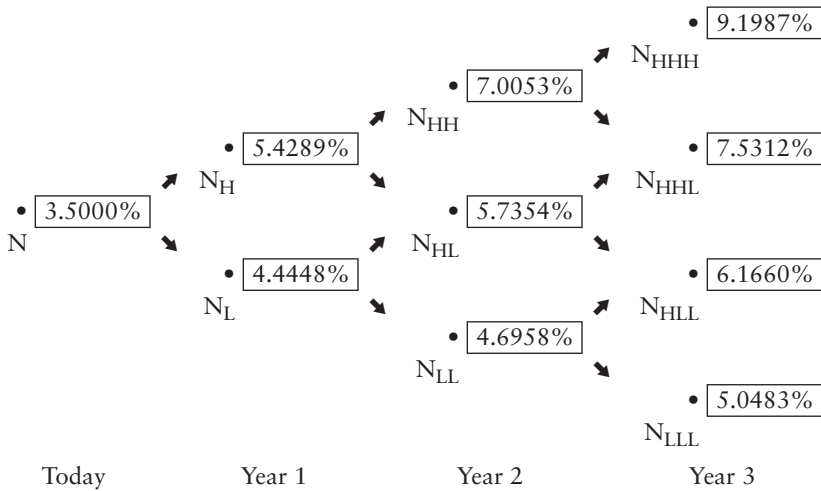 9.1987%
N_HHH
7.0053%
N_HH
5.4289%
7.5312%
N_H
N_HHL
3.5000%
5.7354%
N
N_HL
4.4448%
6.1660%
N_L
N_HLL
4.6958%
N_LL
5.0483%
N_LLL
Today Year 1 Year 2 Year 3